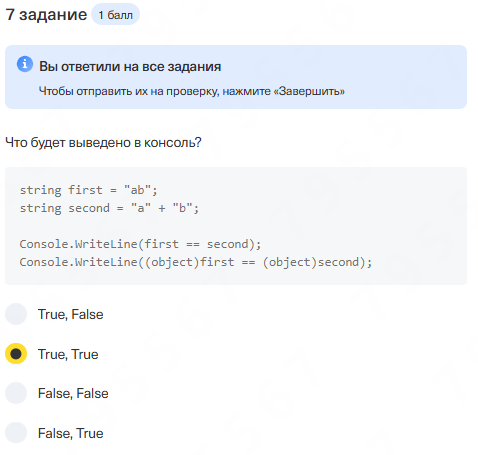 7 задание 1 балл
Вы ответили на все задания
Чтобы отправить их на проверку, нажмите «Завершить»
Что будет выведено в консоль?
string first = "ab";
string second = "a" + "b";
Console.WriteLine(first == second);
Console.WriteLine((object)first == (object)second);
True, False
True, True
False, False
False, True